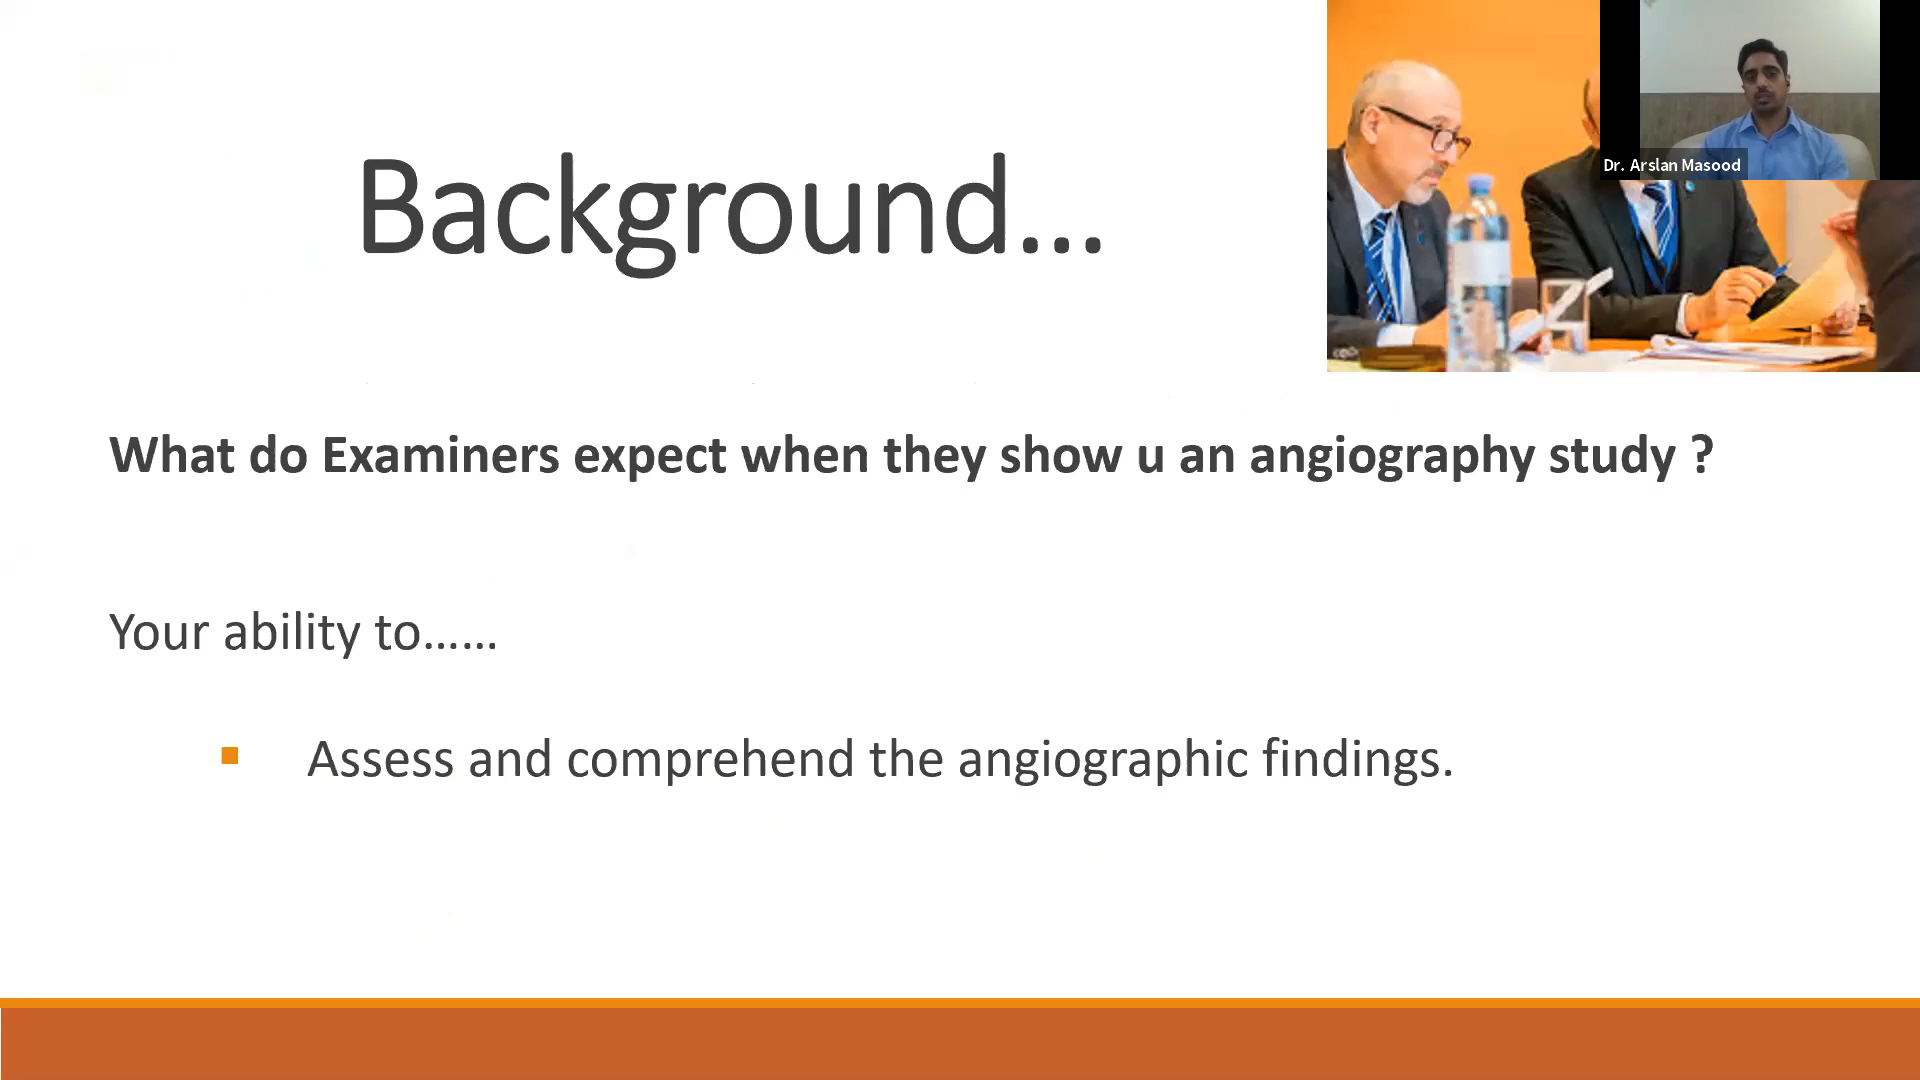 Background...
Dr. Arslan Masood
What do Examiners expect when they show u an angiography study ?
Your ability to......
▪ Assess and comprehend the angiographic findings.